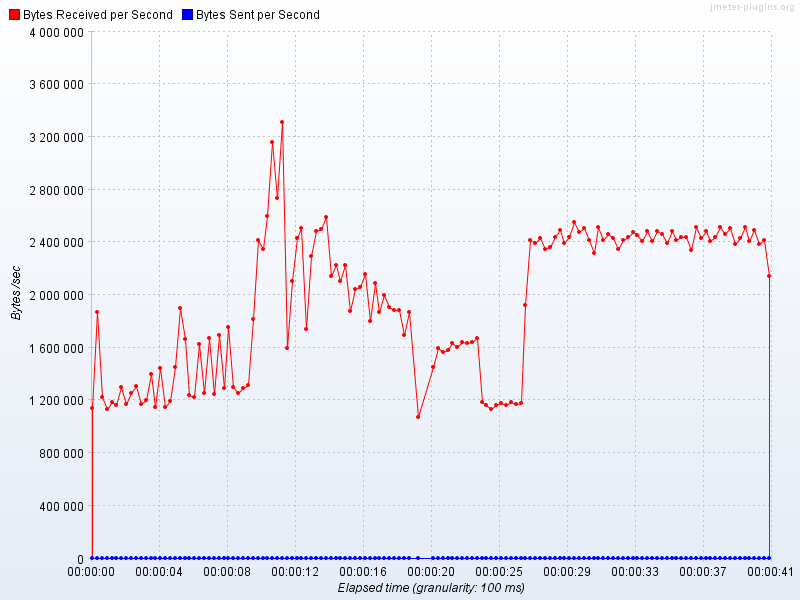 jmeter-plugins.org
Bytes Received per Second Bytes Sent per Second
4 000 000
3 600 000
3 200 000
2 800 000
2 400 000
2 000 000
1 600 000
1 200 000
800 000
400 000
0
Bytes /sec
00:00:00 00:00:04 00:00:08 00:00:12 00:00:16 00:00:20 00:00:25 00:00:29 00:00:33 00:00:37 00:00:41
Elapsed time (granularity: 100 ms)